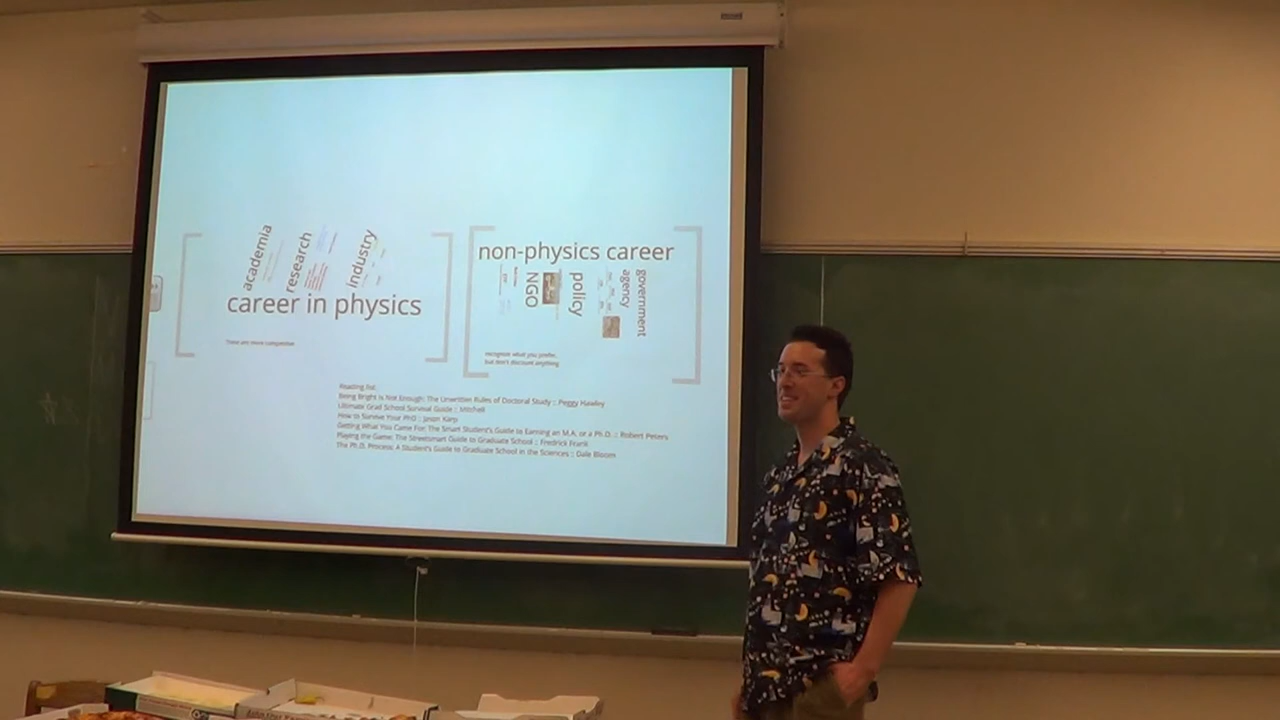 academia
research
industry
career in physics
These are more competitive
non-physics career
NGO
policy
government
agency
recognize what you prefer,
but don't discount anything
Reading list:
Being Bright Is Not Enough: The Unwritten Rules of Doctoral Study :: Peggy Hawley
Ultimate Grad School Survival Guide :: Mitchell
How to Survive Your PhD :: Jason Karp
Getting What You Came For: The Smart Student's Guide to Earning an M.A. or a Ph.D. :: Robert Peters
Playing the Game: The Streetsmart Guide to Graduate School :: Fredrick Frank
The Ph.D. Process: A Student's Guide to Graduate School in the Sciences :: Dale Bloom